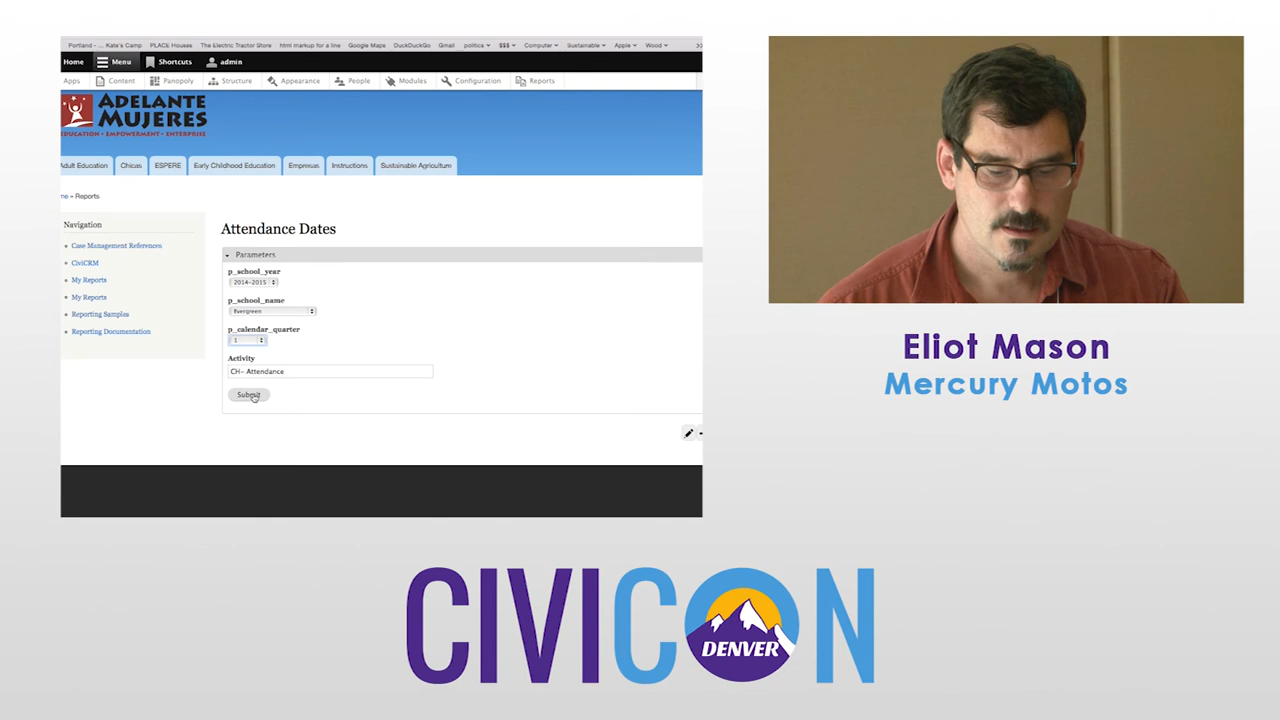 Portland - ... Kate's Camp PLACE Houses The Electric Tractor Store html markup for a line Google Maps DuckDuckGo Gmail politics $$$ Computer Sustainable Apple Wood
Home Menu Shortcuts admin
Apps Content Panopoly Structure Appearance People Modules Configuration Reports
ADELANTE
MUJERES
EDUCATION • EMPOWERMENT • ENTERPRISE
Adult Education Chicas ESPERE Early Childhood Education Empresas Instructions Sustainable Agriculture
me » Reports
Navigation
Case Management References
CiviCRM
My Reports
My Reports
Reporting Samples
Reporting Documentation
Attendance Dates
Parameters
p_school_year
2014-2015
p_school_name
Evergreen
p_calendar_quarter
1
Activity
CH- Attendance
Submit
Eliot Mason
Mercury Motos
CIVICON
DENVER